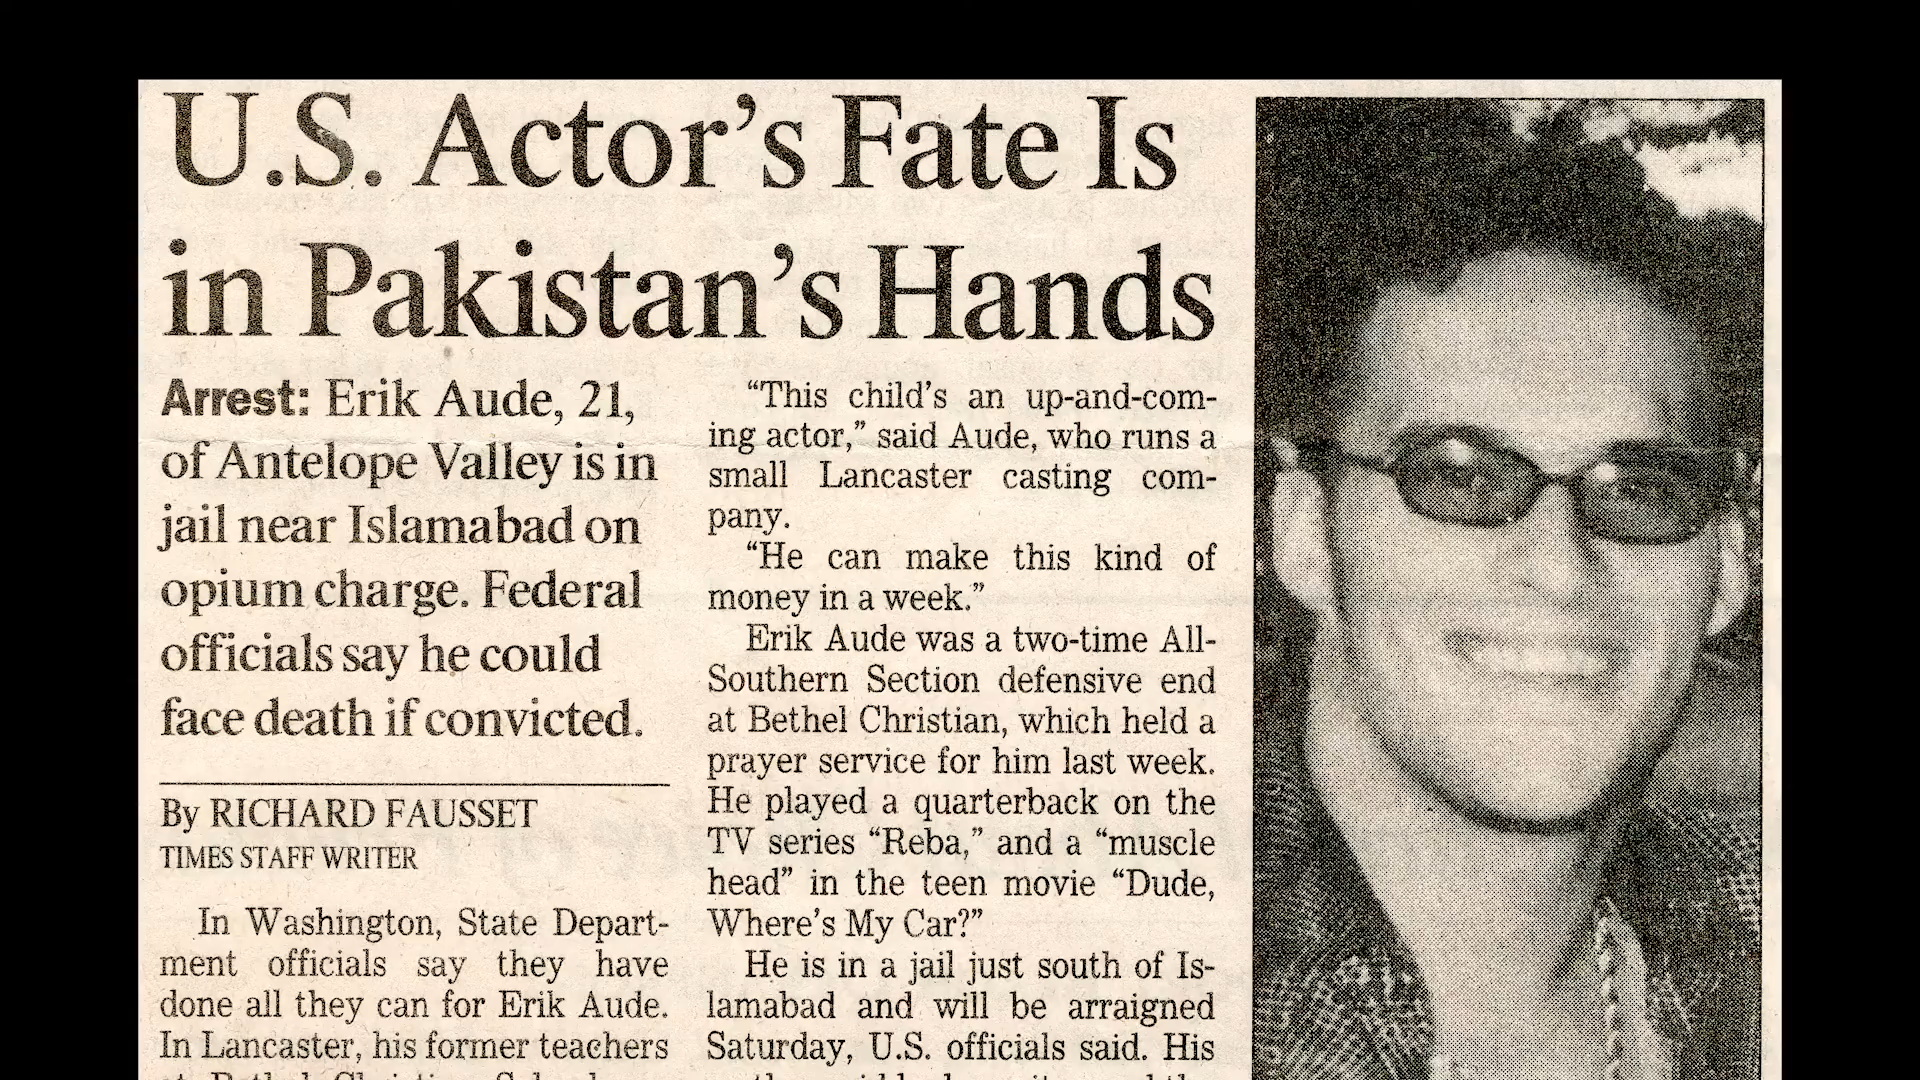 U.S. Actor’s Fate Is
in Pakistan’s Hands
Arrest: Erik Aude, 21,
of Antelope Valley is in
jail near Islamabad on
opium charge. Federal
officials say he could
face death if convicted.
By RICHARD FAUSSET
TIMES STAFF WRITER
In Washington, State Depart-
ment officials say they have
done all they can for Erik Aude.
In Lancaster, his former teachers
“This child’s an up-and-com-
ing actor,” said Aude, who runs a
small Lancaster casting com-
pany.
“He can make this kind of
money in a week.”
Erik Aude was a two-time All-
Southern Section defensive end
at Bethel Christian, which held a
prayer service for him last week.
He played a quarterback on the
TV series “Reba,” and a “muscle
head” in the teen movie “Dude,
Where’s My Car?”
He is in a jail just south of Is-
lamabad and will be arraigned
Saturday, U.S. officials said. His